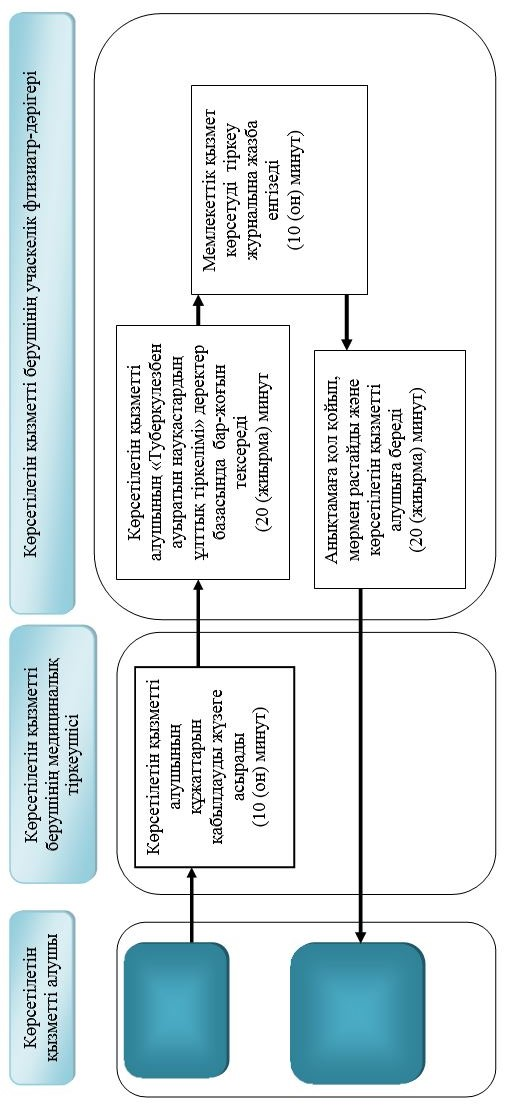 Көрсетілетін
қызметті алушы
Көрсетілетін қызметті
берушінің медициналық
тіркеушісі
Көрсетілетін қызметті берушінің учаскелік фтизиатр-дәрігері
Көрсетілетін қызметті
алушының
құжаттарын
қабылдауды жүзеге
асырады
(10 (он) минут)
Көрсетілетін қызметті
алушының «Туберкулезбен
ауыратын науқастардың
ұлттық тіркелімі» деректер
базасында бар-жоғын
тексереді
(20 (жиырма) минут
Мемлекеттік қызмет
көрсетуді тіркеу
журналына жазба
енгізеді
(10 (он) минут)
Анықтамаға қол қойып,
мөрмен растайды және
көрсетілетін қызметті
алушыға береді
(20 (жиырма) минут)